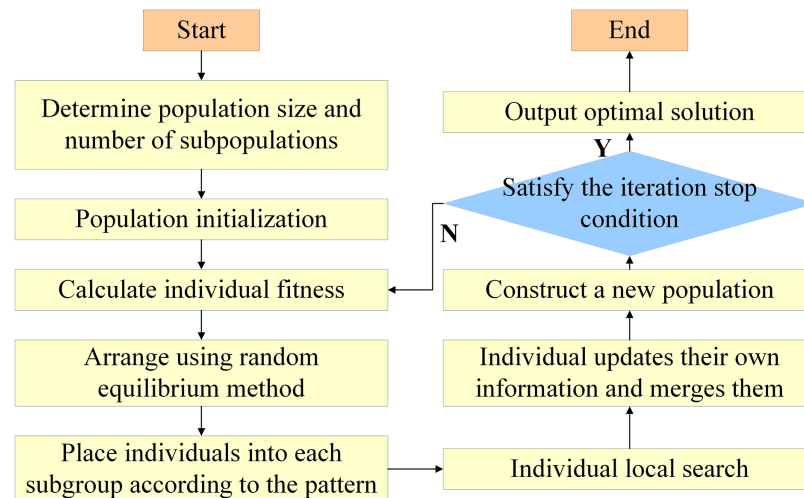 Start
Determine population size and
number of subpopulations
Population initialization
Calculate individual fitness
Arrange using random
equilibrium method
Place individuals into each
subgroup according to the pattern
Individual local search
Individual updates their own
information and merges them
Construct a new population
Satisfy the iteration stop
condition
N
Y
Output optimal solution
End